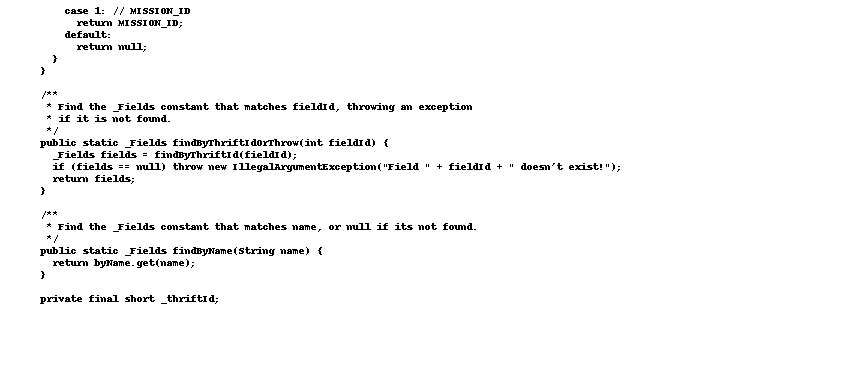 case 1: // MISSION_ID
return MISSION_ID;
default:
return null;
}
}
/**
* Find the _Fields constant that matches fieldId, throwing an exception
* if it is not found.
*/
public static _Fields findByThriftIdOrThrow(int fieldId) {
_Fields fields = findByThriftId(fieldId);
if (fields == null) throw new IllegalArgumentException("Field " + fieldId + " doesn't exist!");
return fields;
}
/**
* Find the _Fields constant that matches name, or null if its not found.
*/
public static _Fields findByName(String name) {
return byName.get(name);
}
private final short _thriftId;